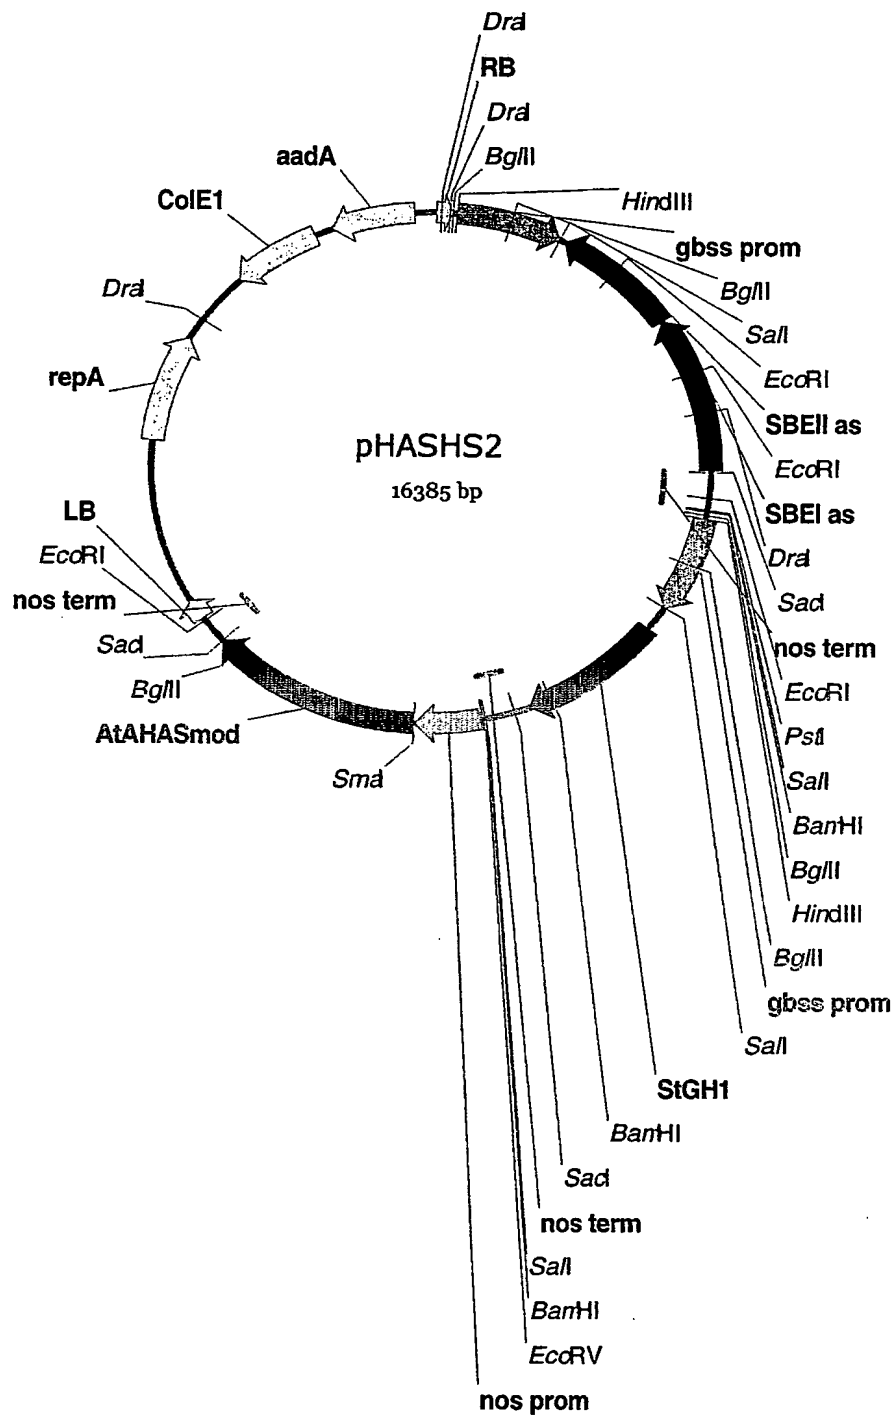 DraI
RB
DraI
BglII
HindIII
gbss prom
BglII
SalI
EcoRI
SBEII as
EcoRI
SBEI as
DraI
SacI
nos term
EcoRI
PstI
SalI
BamHI
BglII
HindIII
BglII
gbss prom
SalI
StGH1
BamHI
SacI
nos term
SalI
BamHI
EcoRV
nos prom
SmaI
AtAHASmod
BglII
SacI
nos term
EcoRI
LB
repA
DraI
ColE1
aadA
pHASHS2
16385 bp